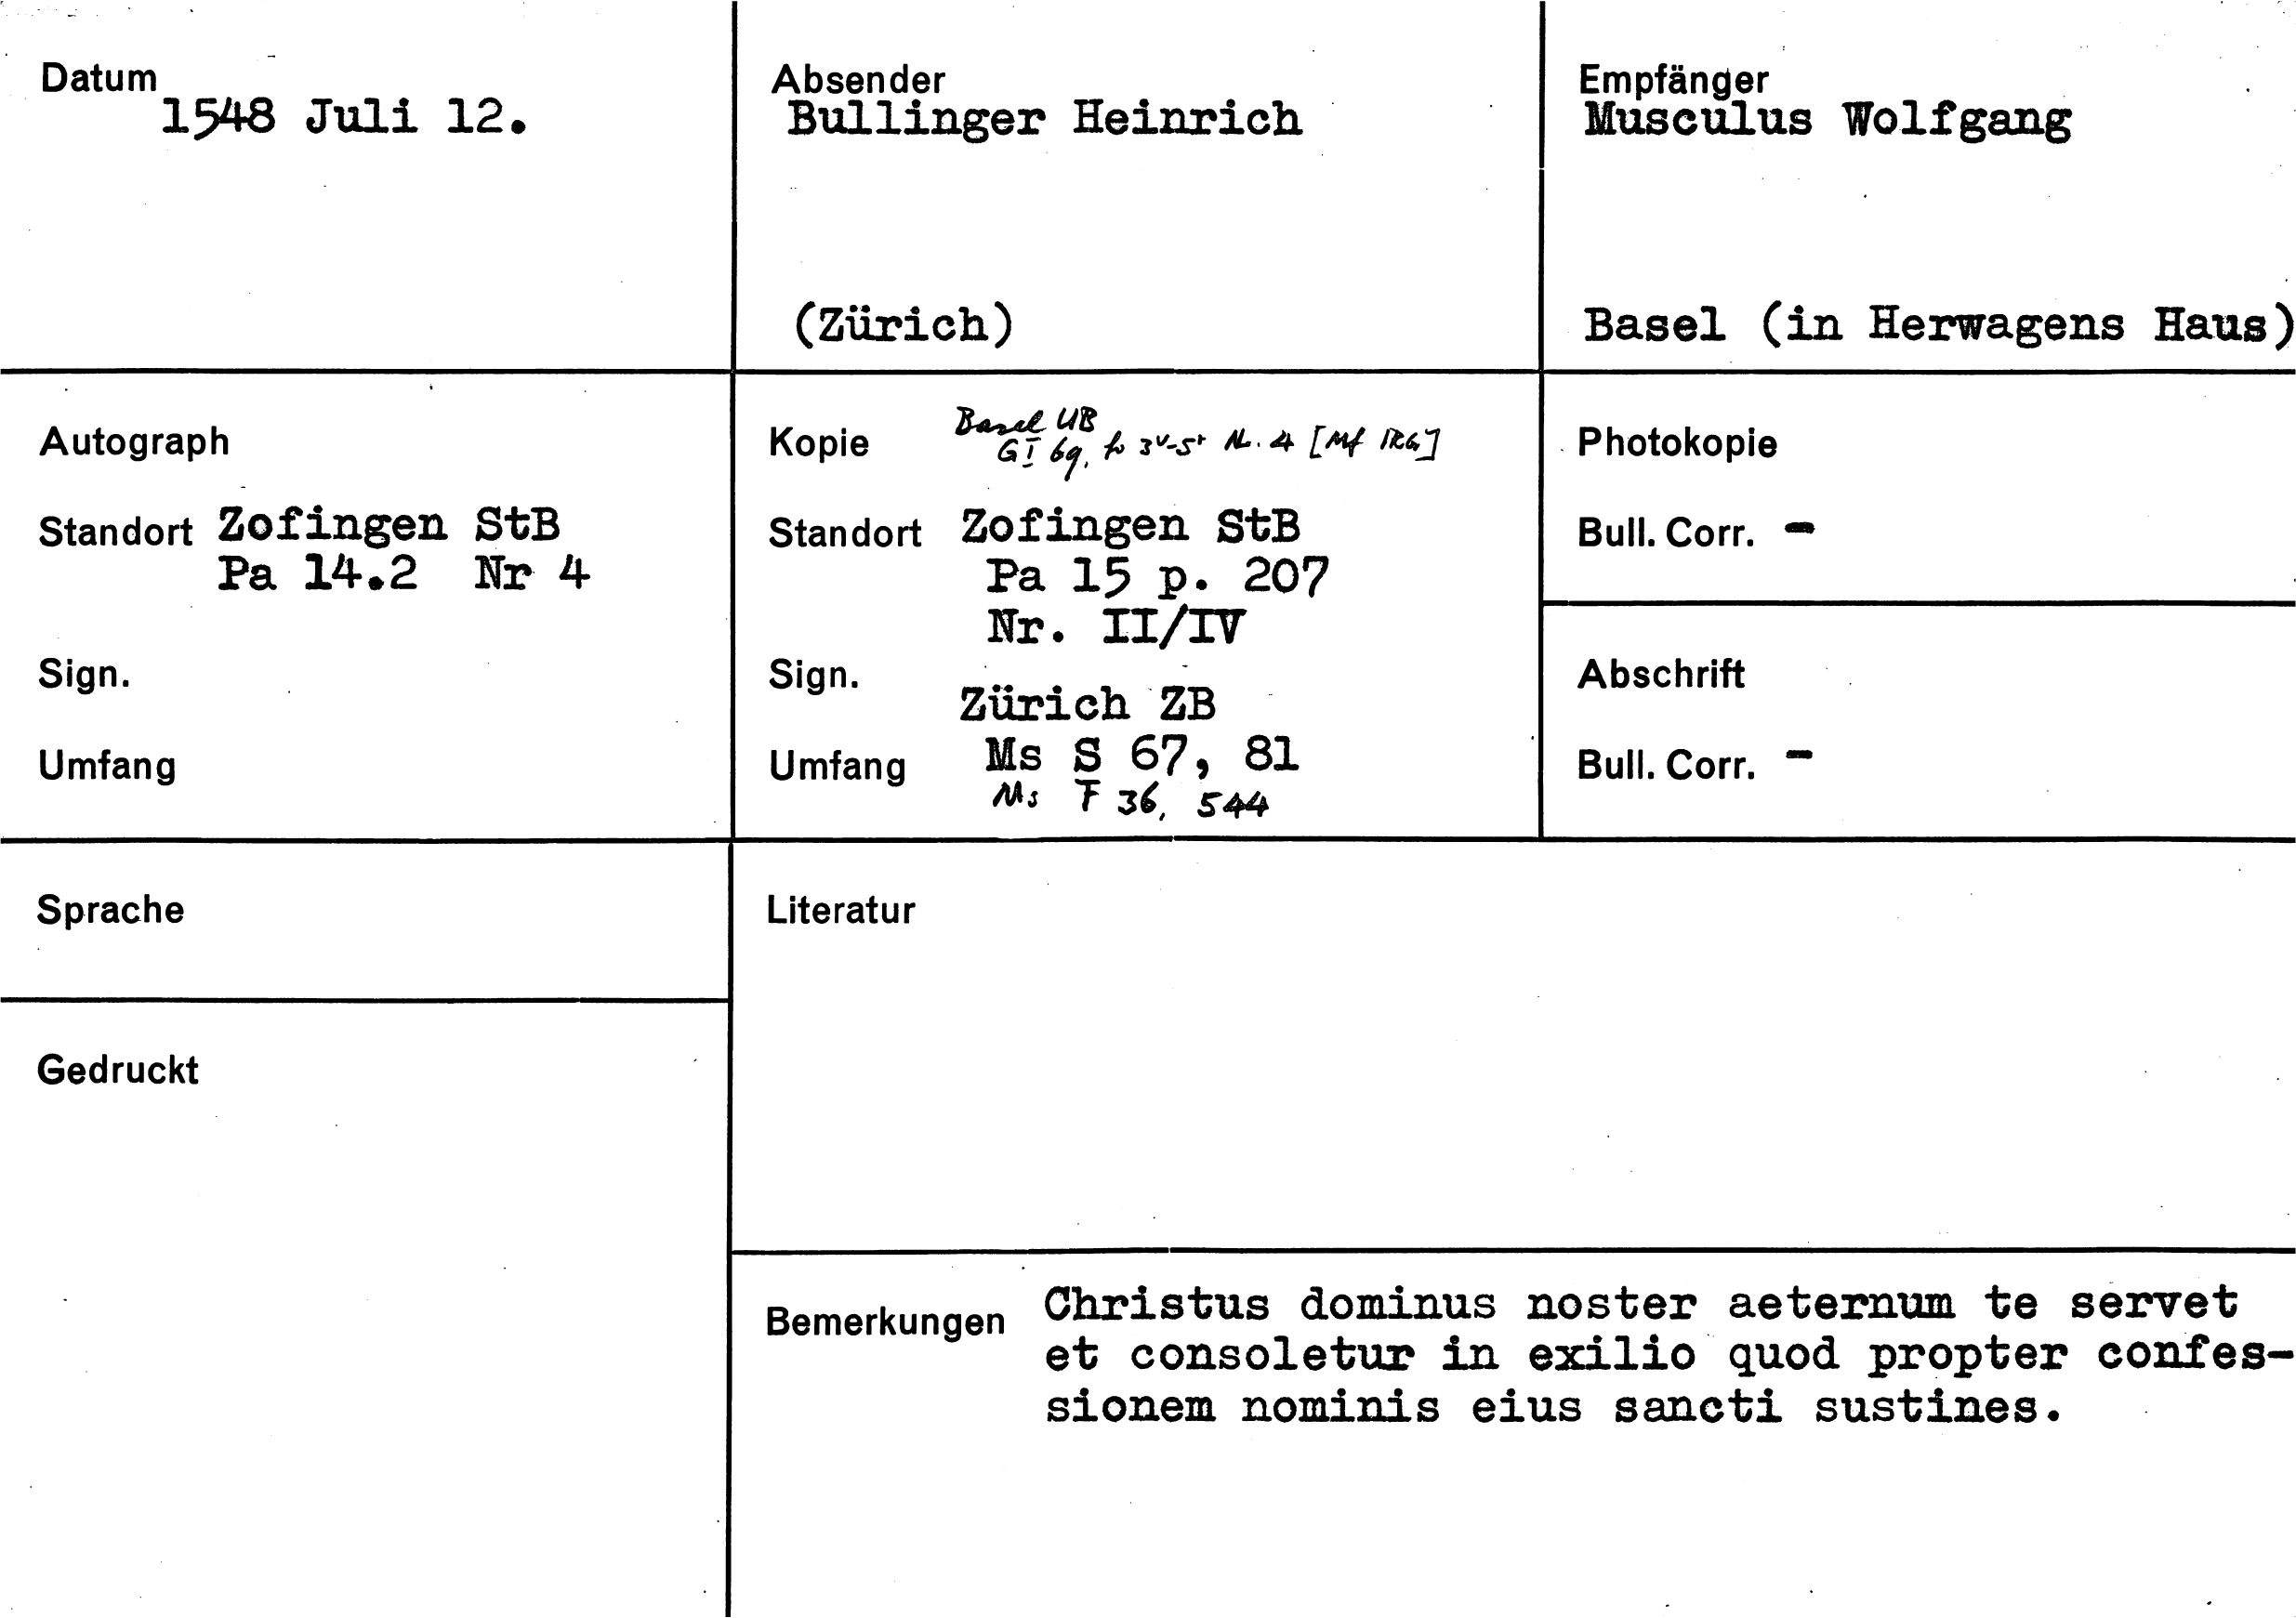 Datum
1548 Juli 12.
Absender
Bullinger Heinrich
(Zürich)
Empfänger
Musculus Wolfgang
Basel (in Herwagens Haus)
Autograph
Standort Zofingen StB
Pa 14.2 Nr 4
Sign.
Umfang
Kopie Basel UB
G I 69, fo 3v-5r Nr. 4 [Mf IRG]
Standort Zofingen StB
Pa 15 p. 207
Nr. II/IV
Sign.
Zürich ZB
Umfang Ms S 67, 81
Ms F 36, 544
Photokopie
Bull. Corr. -
Abschrift
Bull. Corr. -
Sprache
Literatur
Gedruckt
Bemerkungen Christus dominus noster aeternum te servet
et consoletur in exilio quod propter confes-
sionem nominis eius sancti sustines.